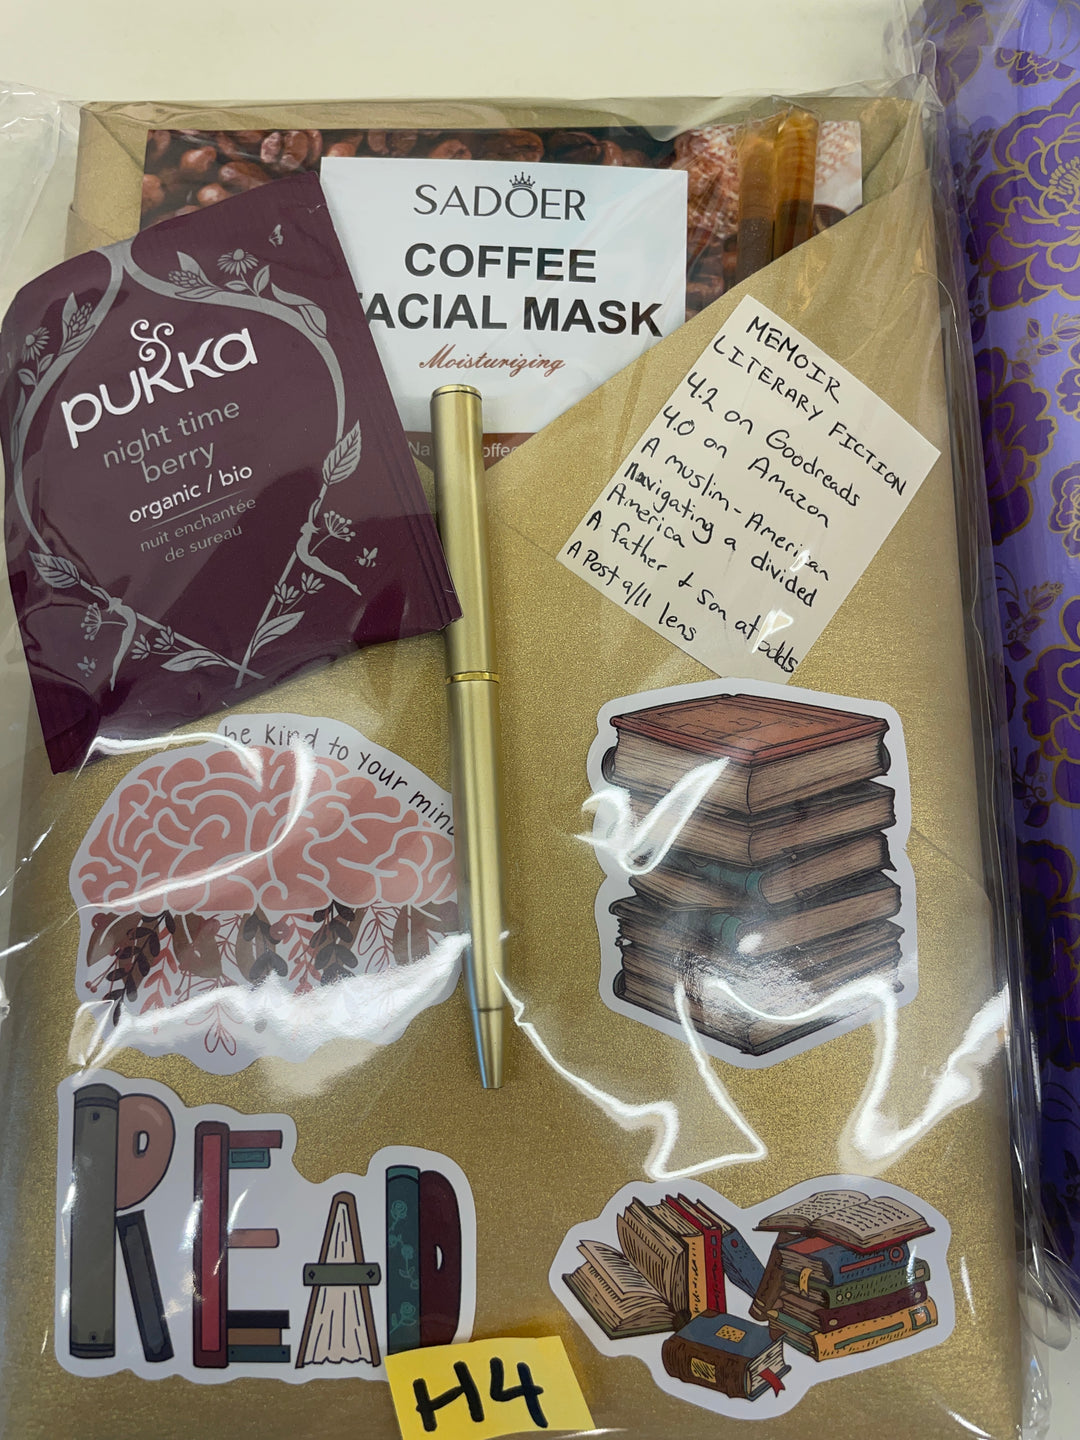 SADOER
COFFEE
ACIAL MASK
Moisturizing
pukka
night time
berry
organic / bio
nuit enchantée
de sureau
MEMOIR
LITERARY FICTION
4.2 on Goodreads
4.0 on Amazon
A muslim-American
navigating a divided
America
A father & son at odds
A Post 9/11 lens
be kind to your mind
READ
H4